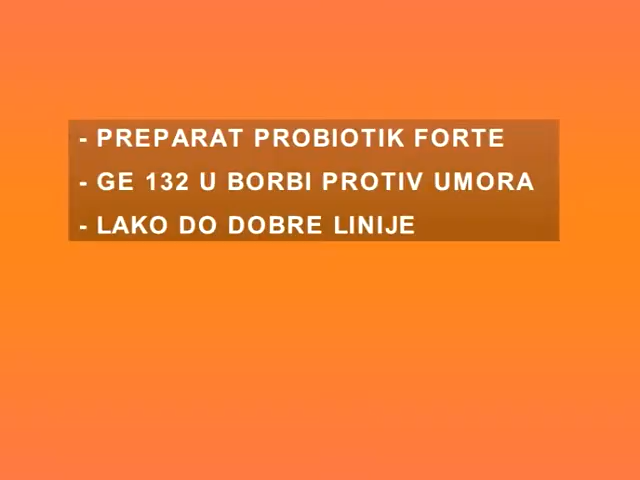 - PREPARAT PROBIOTIK FORTE
- GE 132 U BORBI PROTIV UMORA
- LAKO DO DOBRE LINIJE